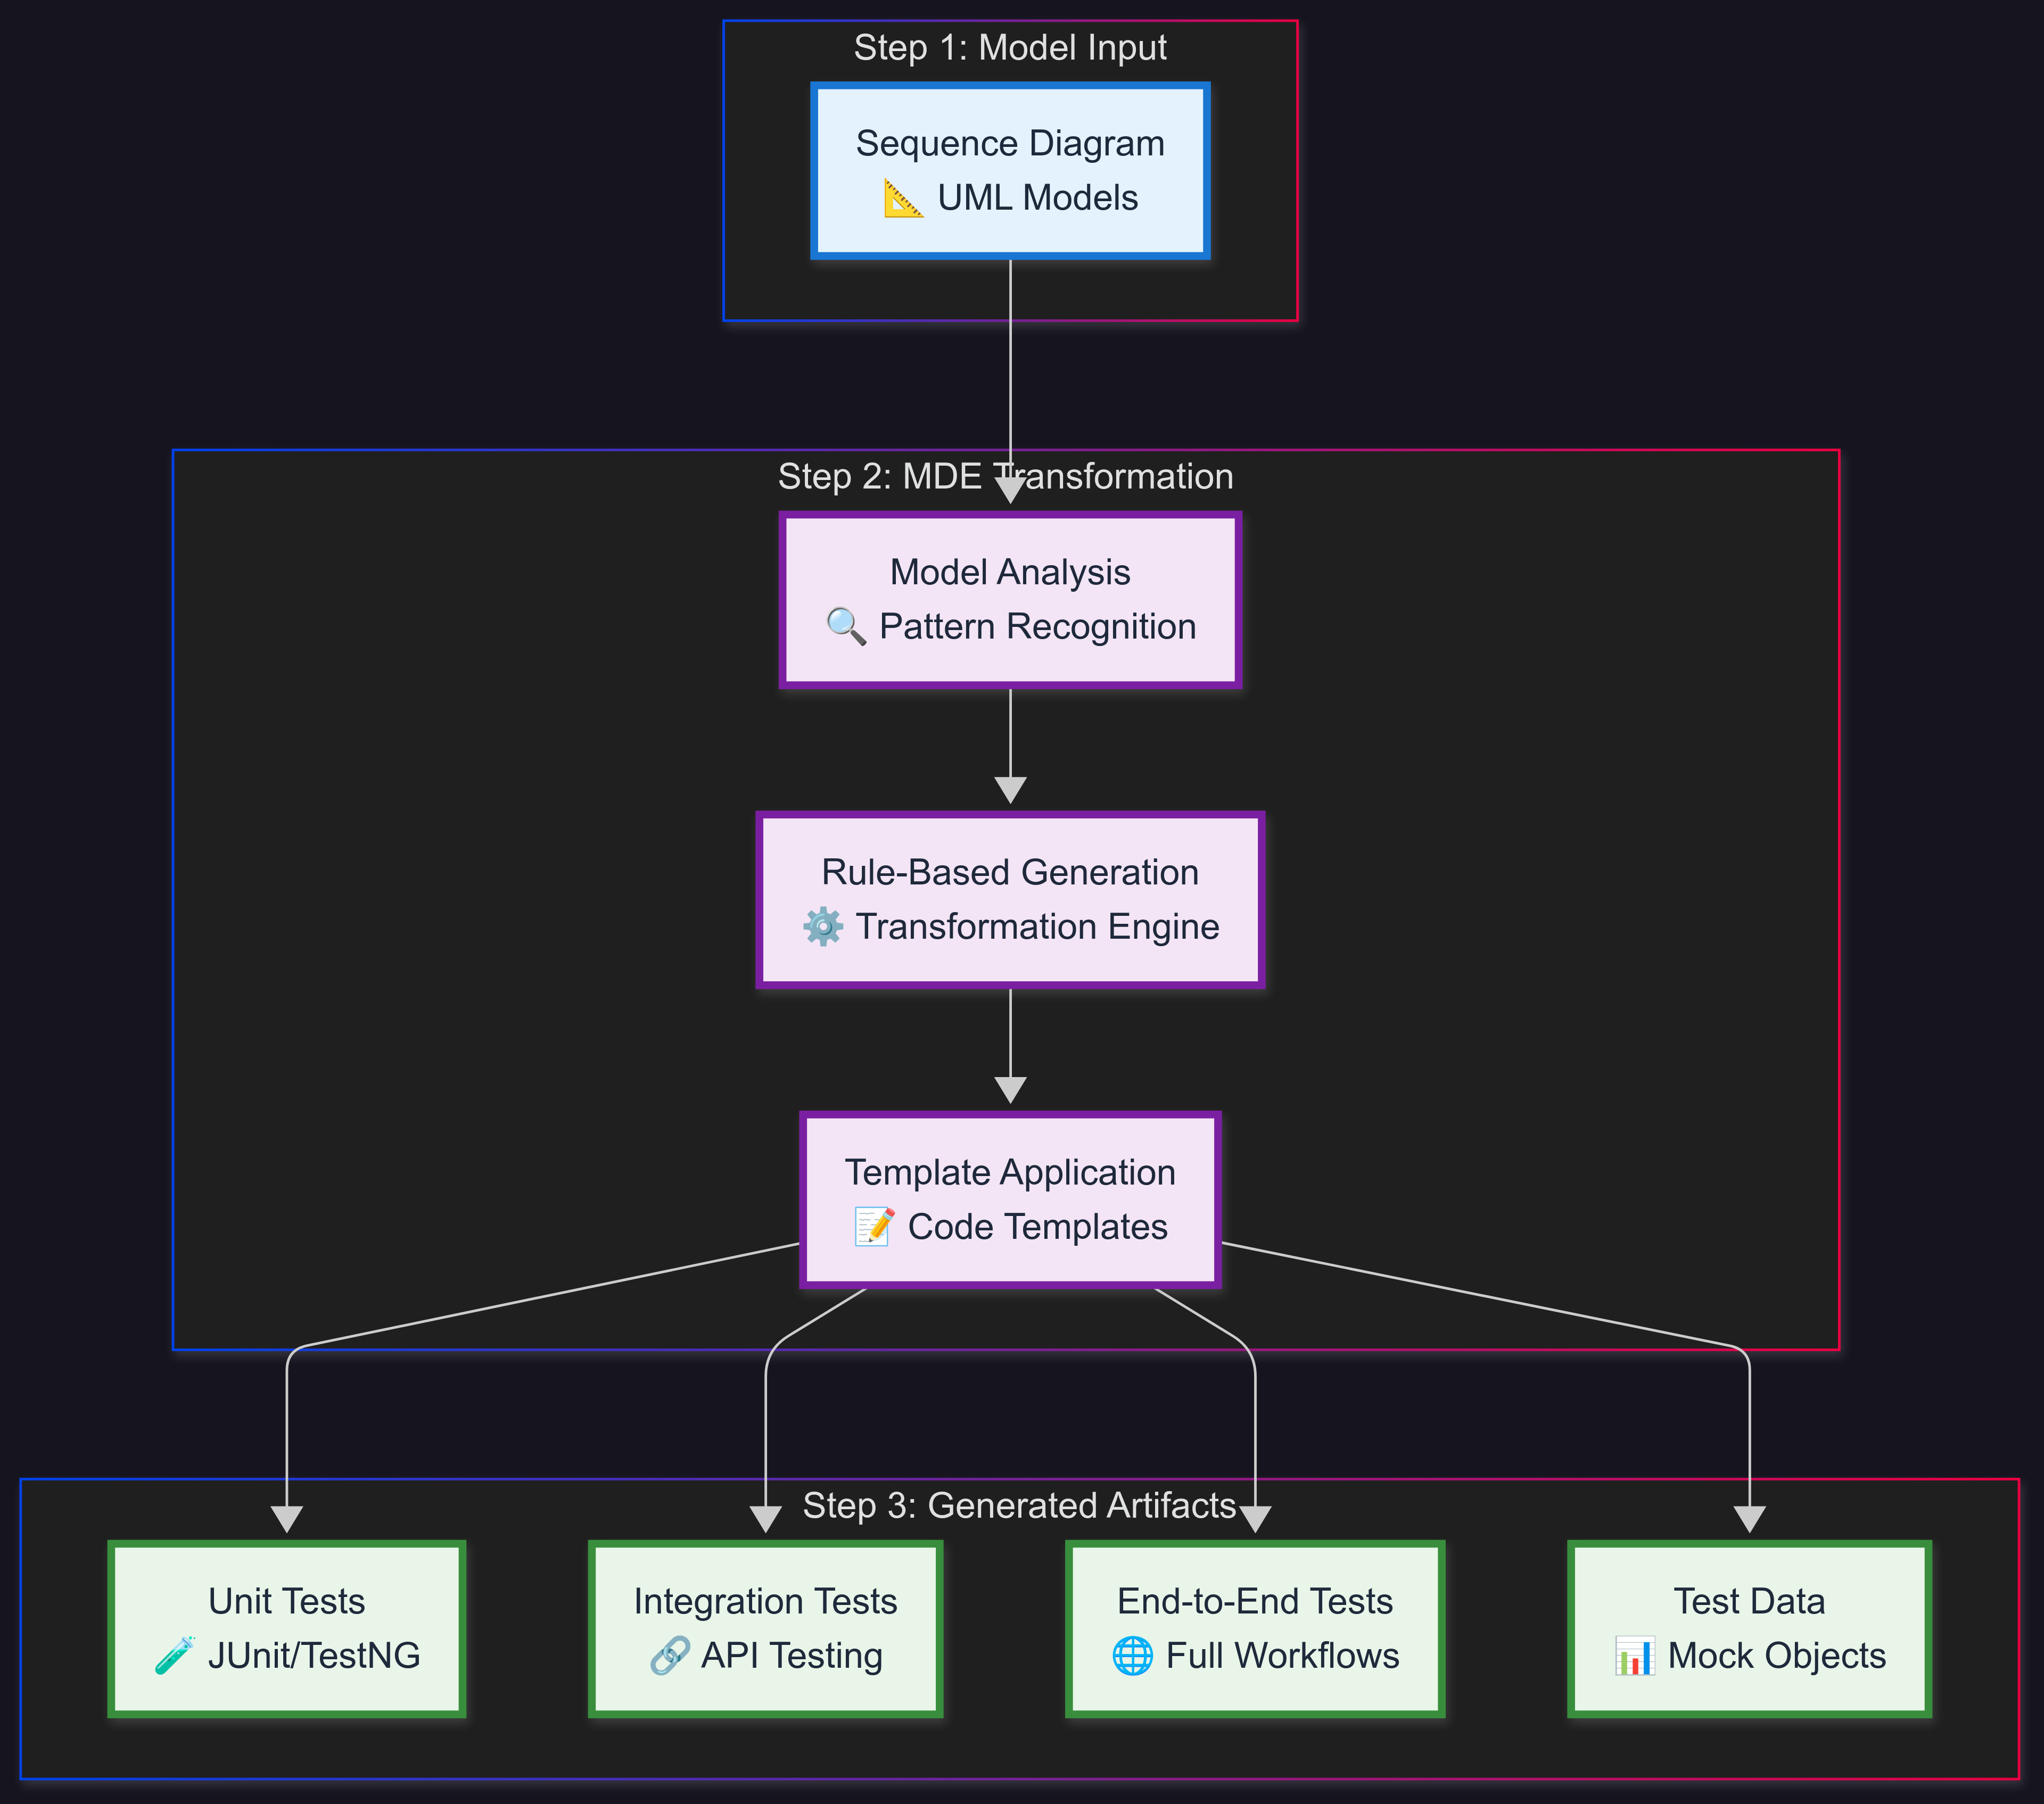 Step 1: Model Input
Sequence Diagram
📐 UML Models
Step 2: MDE Transformation
Model Analysis
🔍 Pattern Recognition
Rule-Based Generation
⚙️ Transformation Engine
Template Application
📝 Code Templates
Step 3: Generated Artifacts
Unit Tests
🧪 JUnit/TestNG
Integration Tests
🔗 API Testing
End-to-End Tests
🌐 Full Workflows
Test Data
📊 Mock Objects